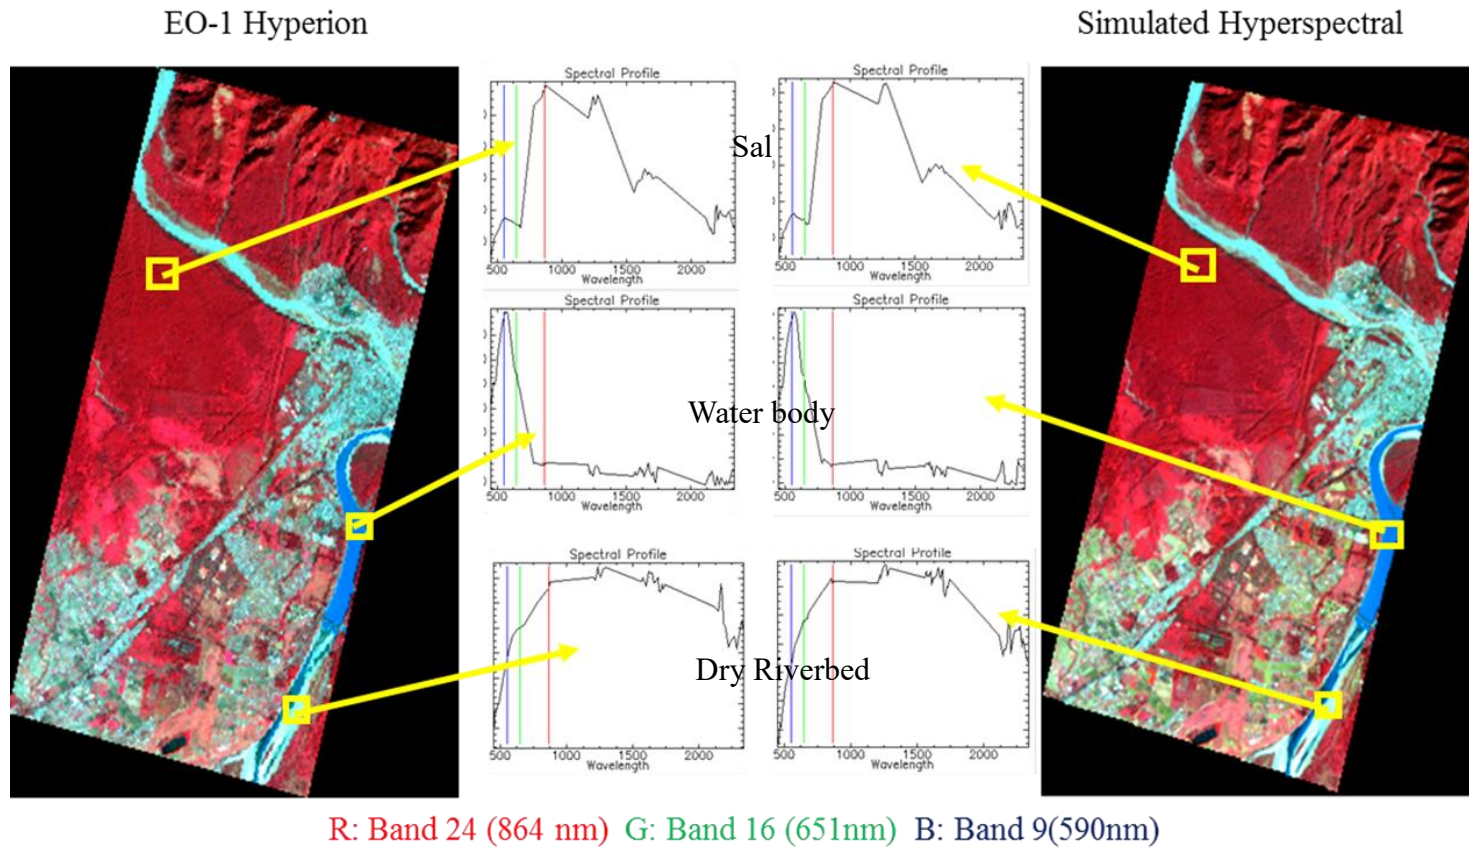 EO-1 Hyperion
Simulated Hyperspectral
Spectral Profile
500 1000 1500 2000
Wavelength
Spectral Profile
500 1000 1500 2000
Wavelength
Sal
Spectral Profile
500 1000 1500 2000
Wavelength
Spectral Profile
500 1000 1500 2000
Wavelength
Water body
Spectral Profile
500 1000 1500 2000
Wavelength
Spectral Profile
500 1000 1500 2000
Wavelength
Dry Riverbed
R: Band 24 (864 nm) G: Band 16 (651nm) B: Band 9(590nm)